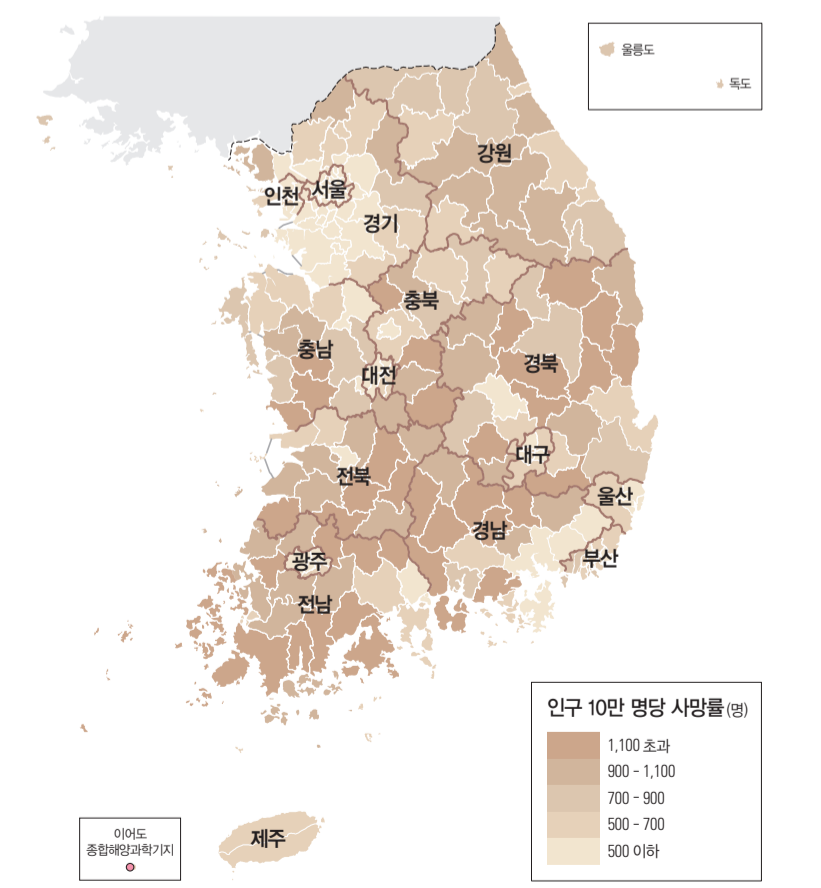 울릉도
독도
강원
인천
서울
경기
충북
충남
경북
대전
대구
전북
울산
경남
광주
부산
전남
인구 10만 명당 사망률(명)
1,100 초과
900 - 1,100
700 - 900
500 - 700
500 이하
이어도
종합해양과학기지
제주